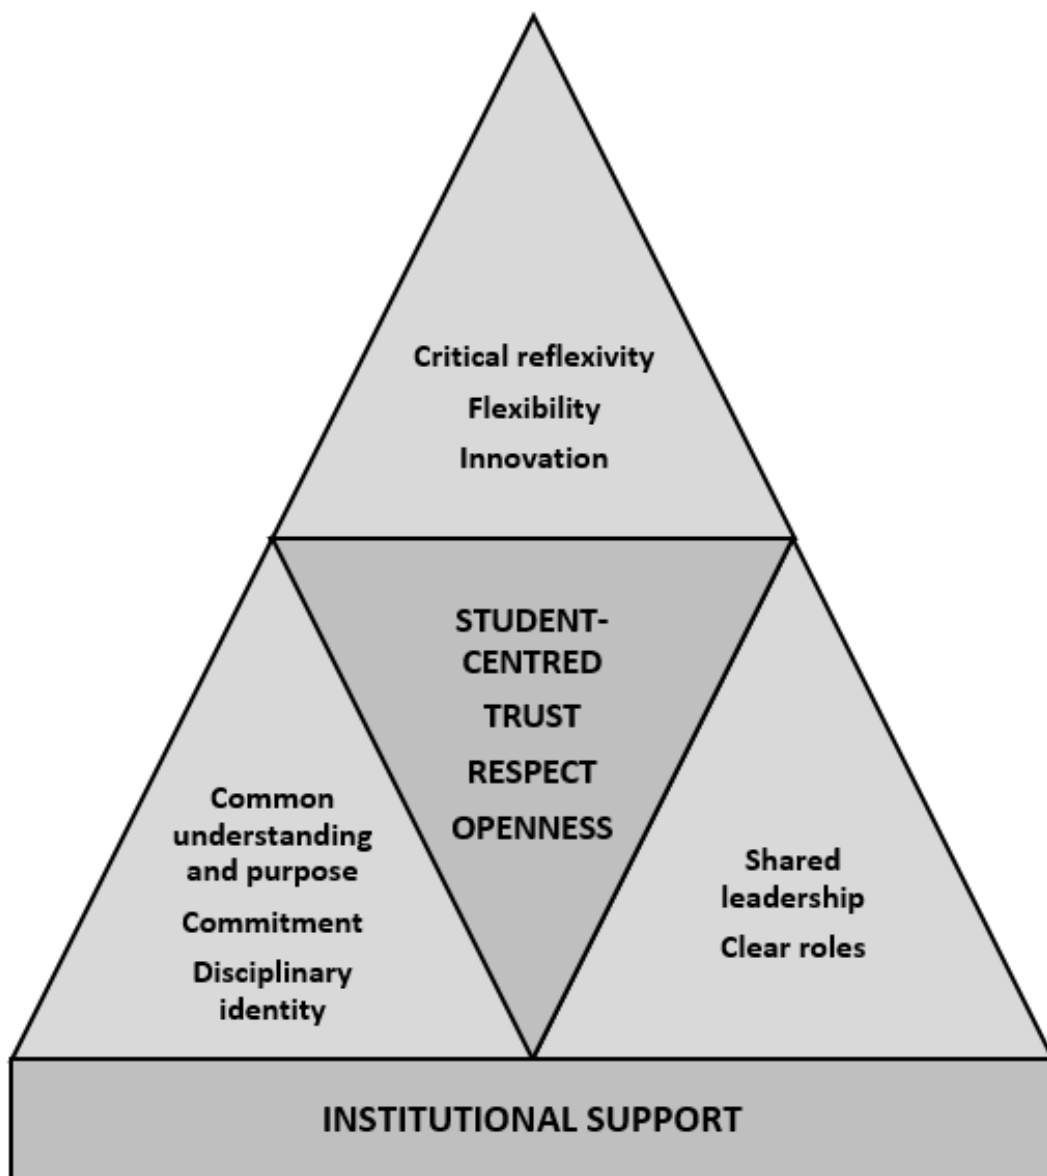 Critical reflexivity
Flexibility
Innovation
STUDENT-
CENTRED
TRUST
RESPECT
OPENNESS
Common
understanding
and purpose
Commitment
Disciplinary
identity
Shared
leadership
Clear roles
INSTITUTIONAL SUPPORT